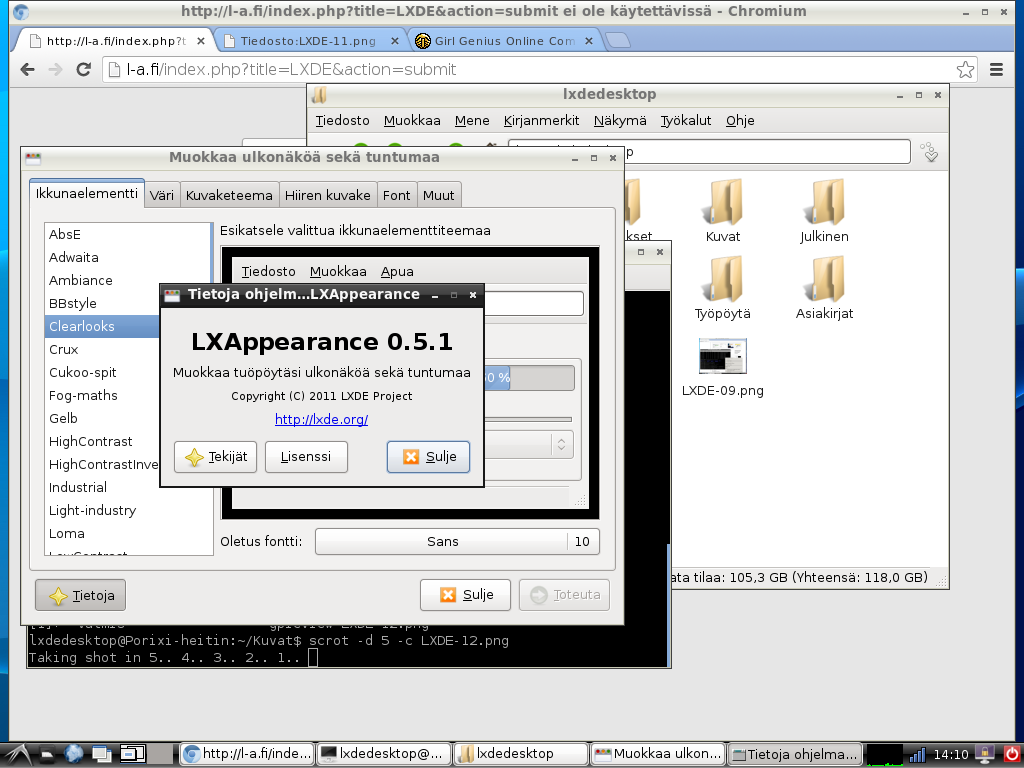 http://l-a.fi/index.php?title=LXDE&action=submit ei ole käytettävissä - Chromium
http://l-a.fi/index.php?t
Tiedosto:LXDE-11.png
Girl Genius Online Com
l-a.fi/index.php?title=LXDE&action=submit
lxdedesktop
Tiedosto Muokkaa Mene Kirjanmerkit Näkymä Työkalut Ohje
Kuvat
Julkinen
Työpöytä
Asiakirjat
LXDE-09.png
tilaa: 105,3 GB (Yhteensä: 118,0 GB)
Muokkaa ulkonäköä sekä tuntumaa
Ikkunaelementti Väri Kuvaketeema Hiiren kuvake Font Muut
AbsE
Adwaita
Ambiance
BBstyle
Clearlooks
Crux
Cukoo-spit
Fog-maths
Gelb
HighContrast
HighContrastInve
Industrial
Light-industry
Loma
LowContrast
Esikatsele valittua ikkunaelementtiteemaa
Tiedosto Muokkaa Apua
Tietoja ohjelm...LXAppearance
LXAppearance 0.5.1
Muokkaa tuöpöytäsi ulkonäköä sekä tuntumaa
Copyright (C) 2011 LXDE Project
http://lxde.org/
Tekijät Lisenssi Sulje
Oletus fontti: Sans 10
Tietoja Sulje Toteuta
lxdedesktop@Porixi-heitin:~/Kuvat$ scrot -d 5 -c LXDE-12.png
Taking shot in 5.. 4.. 3.. 2.. 1..
http://l-a.fi/inde...
lxdedesktop@...
lxdedesktop
Muokkaa ulkon...
Tietoja ohjelma...
14:10